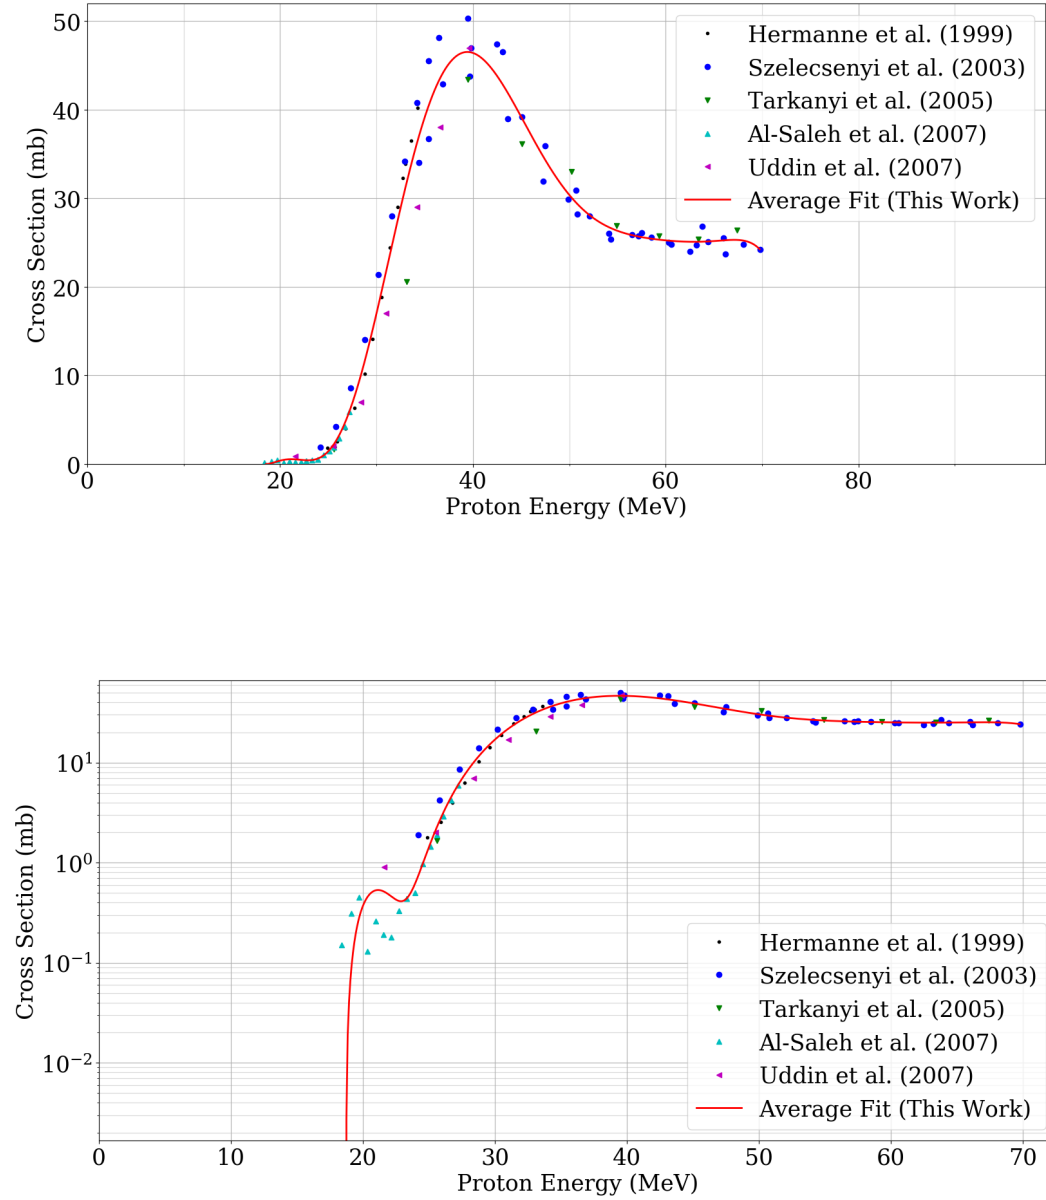 50
40
30
20
10
0
Cross Section (mb)
Hermanne et al. (1999)
Szelecsenyi et al. (2003)
Tarkanyi et al. (2005)
Al-Saleh et al. (2007)
Uddin et al. (2007)
Average Fit (This Work)
0 20 40 60 80
Proton Energy (MeV)
10¹
10⁰
10⁻¹
10⁻²
Cross Section (mb)
Hermanne et al. (1999)
Szelecsenyi et al. (2003)
Tarkanyi et al. (2005)
Al-Saleh et al. (2007)
Uddin et al. (2007)
Average Fit (This Work)
0 10 20 30 40 50 60 70
Proton Energy (MeV)